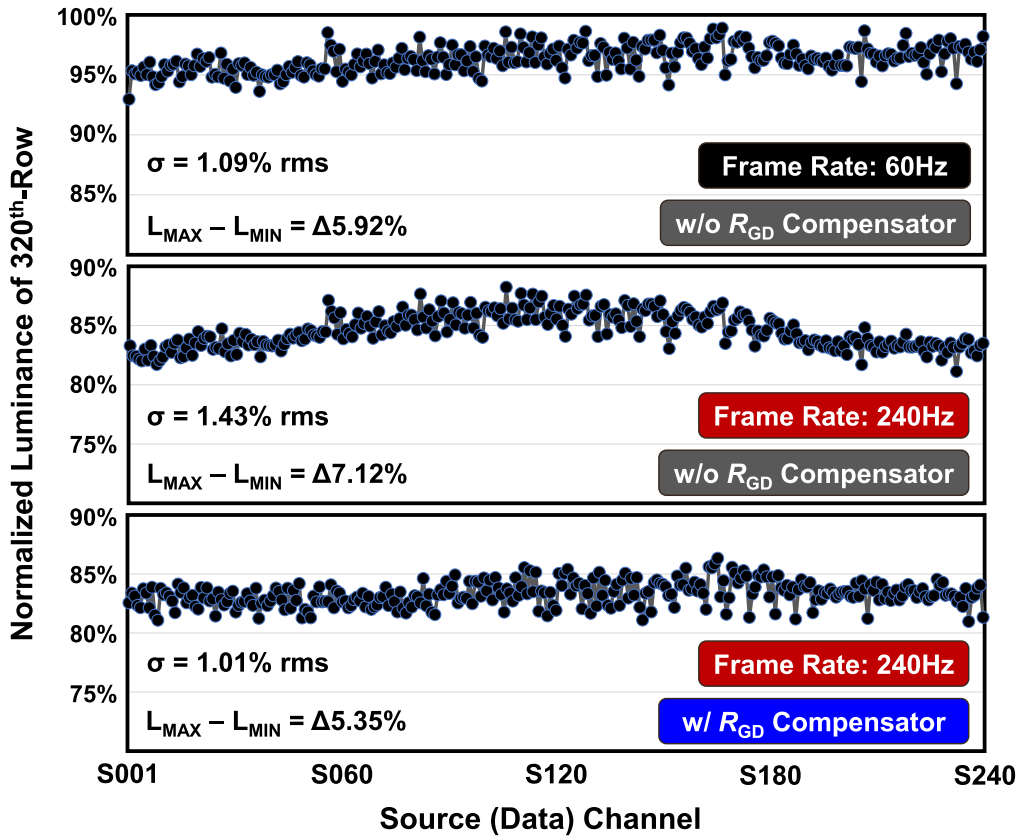 Normalized Luminance of 320th-Row
100%
95%
90%
85%
σ = 1.09% rms
LMAX – LMIN = Δ5.92%
Frame Rate: 60Hz
w/o RGD Compensator
90%
85%
80%
75%
σ = 1.43% rms
LMAX – LMIN = Δ7.12%
Frame Rate: 240Hz
w/o RGD Compensator
90%
85%
80%
75%
σ = 1.01% rms
LMAX – LMIN = Δ5.35%
Frame Rate: 240Hz
w/ RGD Compensator
S001 S060 S120 S180 S240
Source (Data) Channel